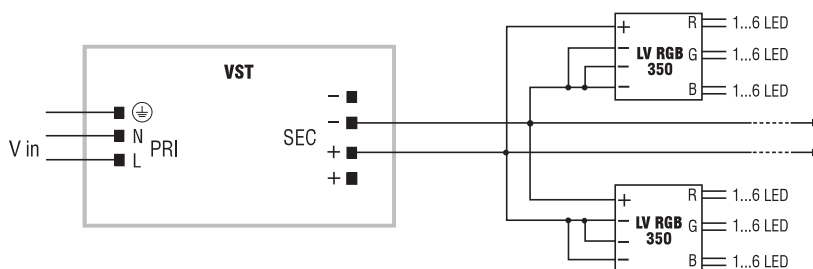 VST
V in
N
L
PRI
SEC
-
-
+
+
+
-
-
-
LV RGB
350
R
G
B
1...6 LED
1...6 LED
1...6 LED
+
-
-
-
LV RGB
350
R
G
B
1...6 LED
1...6 LED
1...6 LED